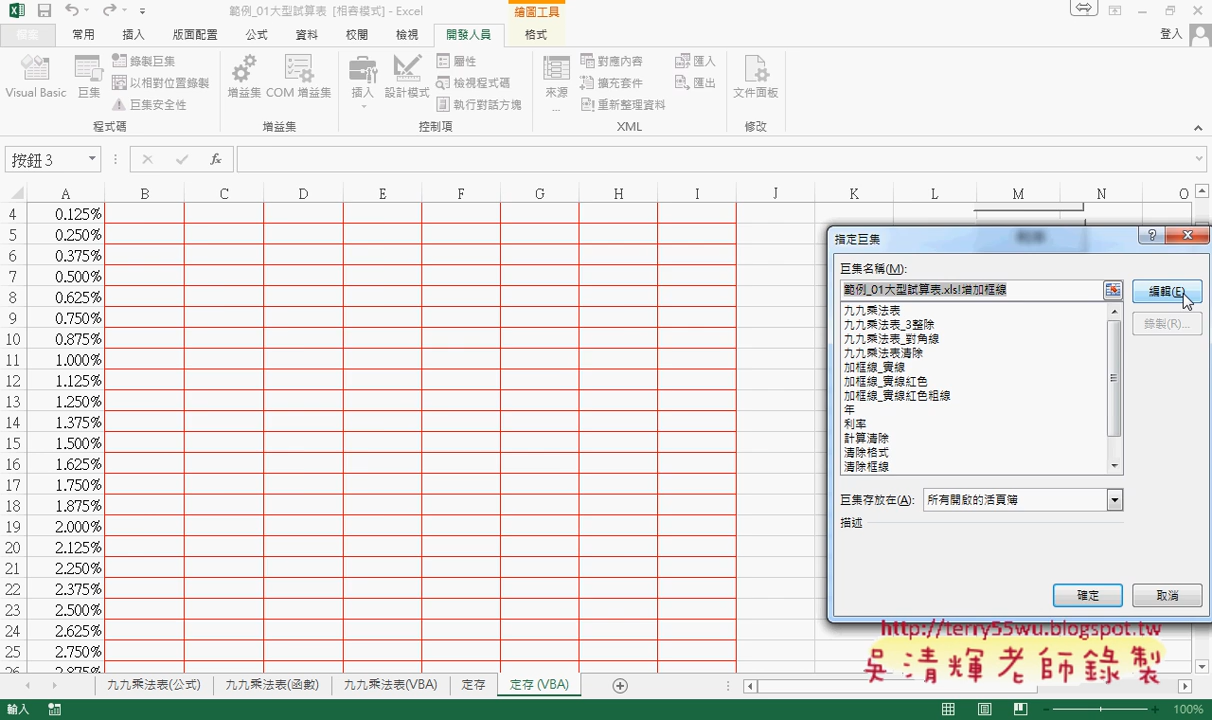 範例_01大型試算表 [相容模式] - Excel
繪圖工具
檔案
常用
插入
版面配置
公式
資料
校閱
檢視
開發人員
格式
登入
Visual Basic
巨集
錄製巨集
以相對位置錄製
巨集安全性
增益集
COM 增益集
插入
設計模式
屬性
檢視程式碼
執行對話方塊
來源
...
對應內容
擴充套件
重新整理資料
匯入
匯出
文件面板
程式碼
增益集
控制項
XML
修改
按鈕 3
fx
A B C D E F G H I J K L M N O
4 0.125%
5 0.250%
6 0.375%
7 0.500%
8 0.625%
9 0.750%
10 0.875%
11 1.000%
12 1.125%
13 1.250%
14 1.375%
15 1.500%
16 1.625%
17 1.750%
18 1.875%
19 2.000%
20 2.125%
21 2.250%
22 2.375%
23 2.500%
24 2.625%
25 2.750%
26 2.875%
指定巨集
巨集名稱(M):
範例_01大型試算表.xls!增加框線
編輯(E)
錄製(R)...
九九乘法表
九九乘法表_3整除
九九乘法表_對角線
九九乘法表清除
加框線_實線
加框線_實線紅色
加框線_實線紅色粗線
年
利率
計算清除
清除格式
清除框線
巨集存放在(A):
所有開啟的活頁簿
描述
確定
取消
http://terry55wu.blogspot.tw
吳清輝老師錄製
九九乘法表(公式)
九九乘法表(函數)
九九乘法表(VBA)
定存
定存 (VBA)
輸入
100%